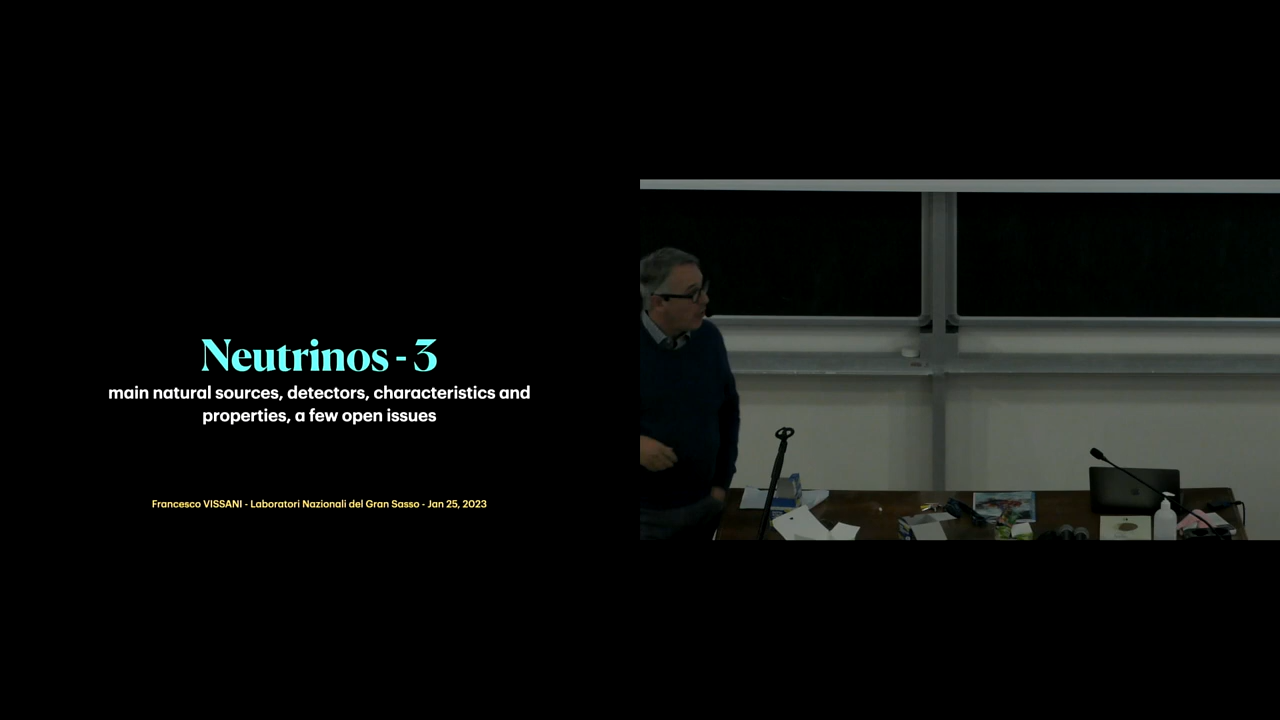 Neutrinos - 3
main natural sources, detectors, characteristics and
properties, a few open issues
Francesco VISSANI - Laboratori Nazionali del Gran Sasso - Jan 25, 2023